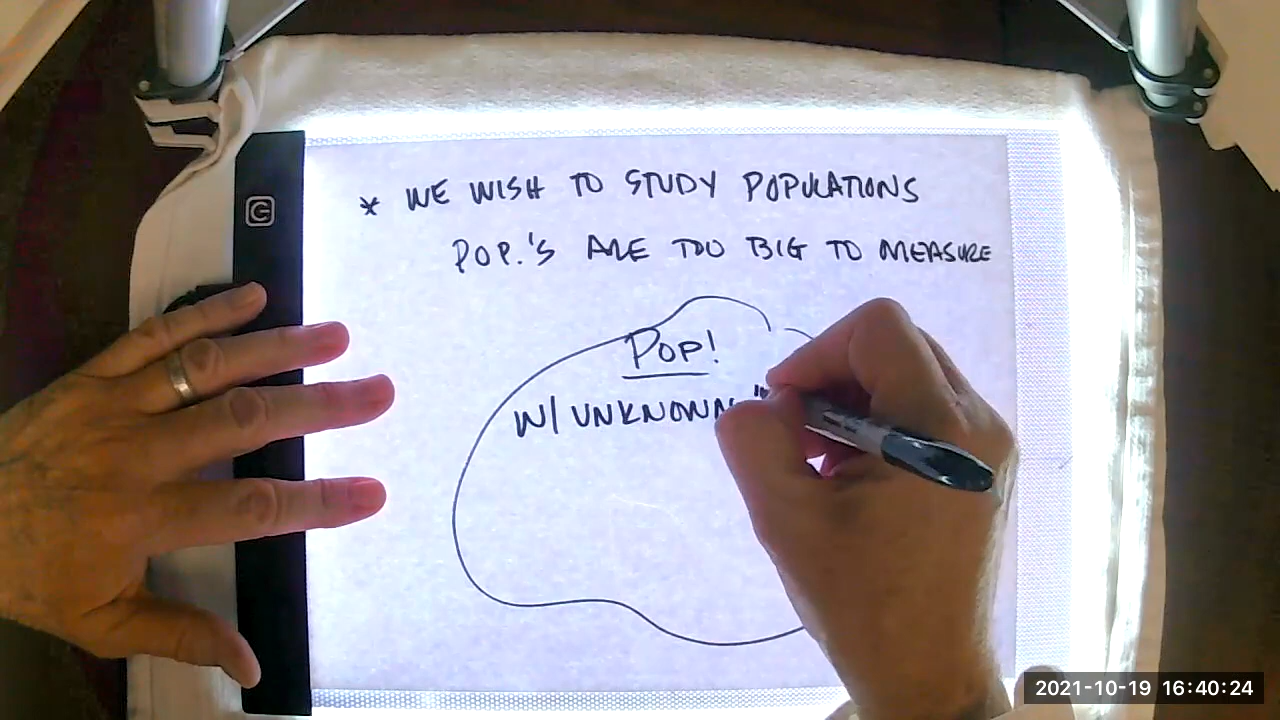 * WE WISH TO STUDY POPULATIONS
POP.'S ARE TOO BIG TO MEASURE
POP!
W/ UNKNOWN
2021-10-19 16:40:24